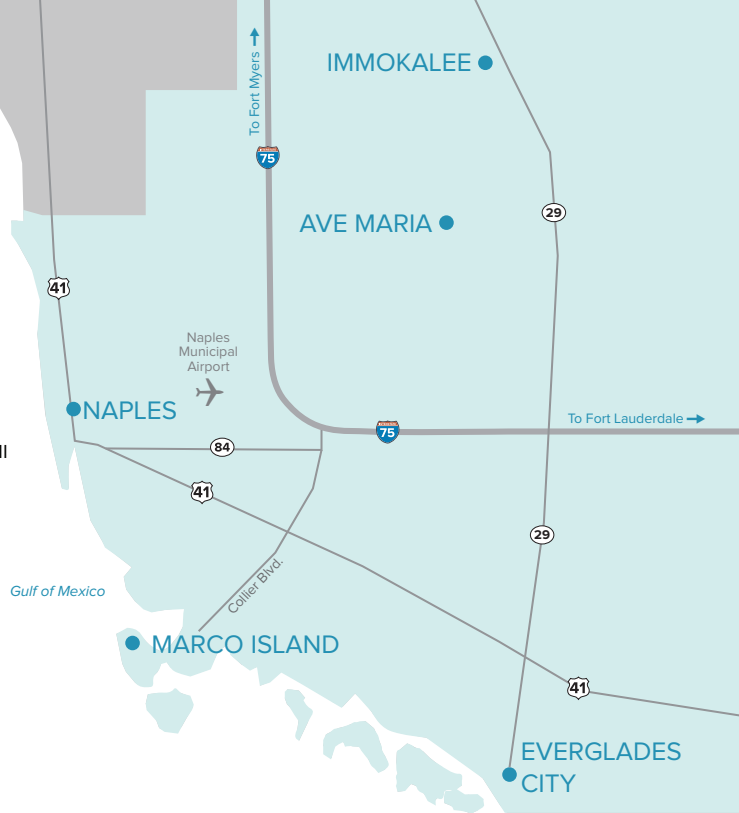 To Fort Myers
IMMOKALEE
75
29
AVE MARIA
41
Naples
Municipal
Airport
NAPLES
To Fort Lauderdale
75
84
ll
41
29
Collier Blvd.
Gulf of Mexico
MARCO ISLAND
41
EVERGLADES
CITY